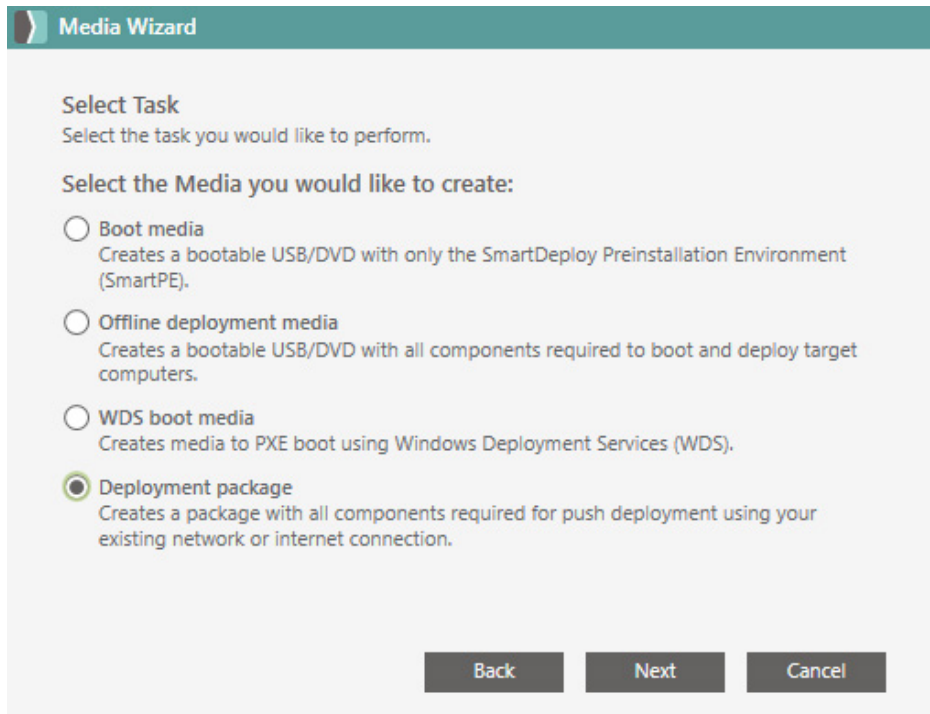 Media Wizard
Select Task
Select the task you would like to perform.
Select the Media you would like to create:
Boot media
Creates a bootable USB/DVD with only the SmartDeploy Preinstallation Environment
(SmartPE).
Offline deployment media
Creates a bootable USB/DVD with all components required to boot and deploy target
computers.
WDS boot media
Creates media to PXE boot using Windows Deployment Services (WDS).
Deployment package
Creates a package with all components required for push deployment using your
existing network or internet connection.
Back Next Cancel